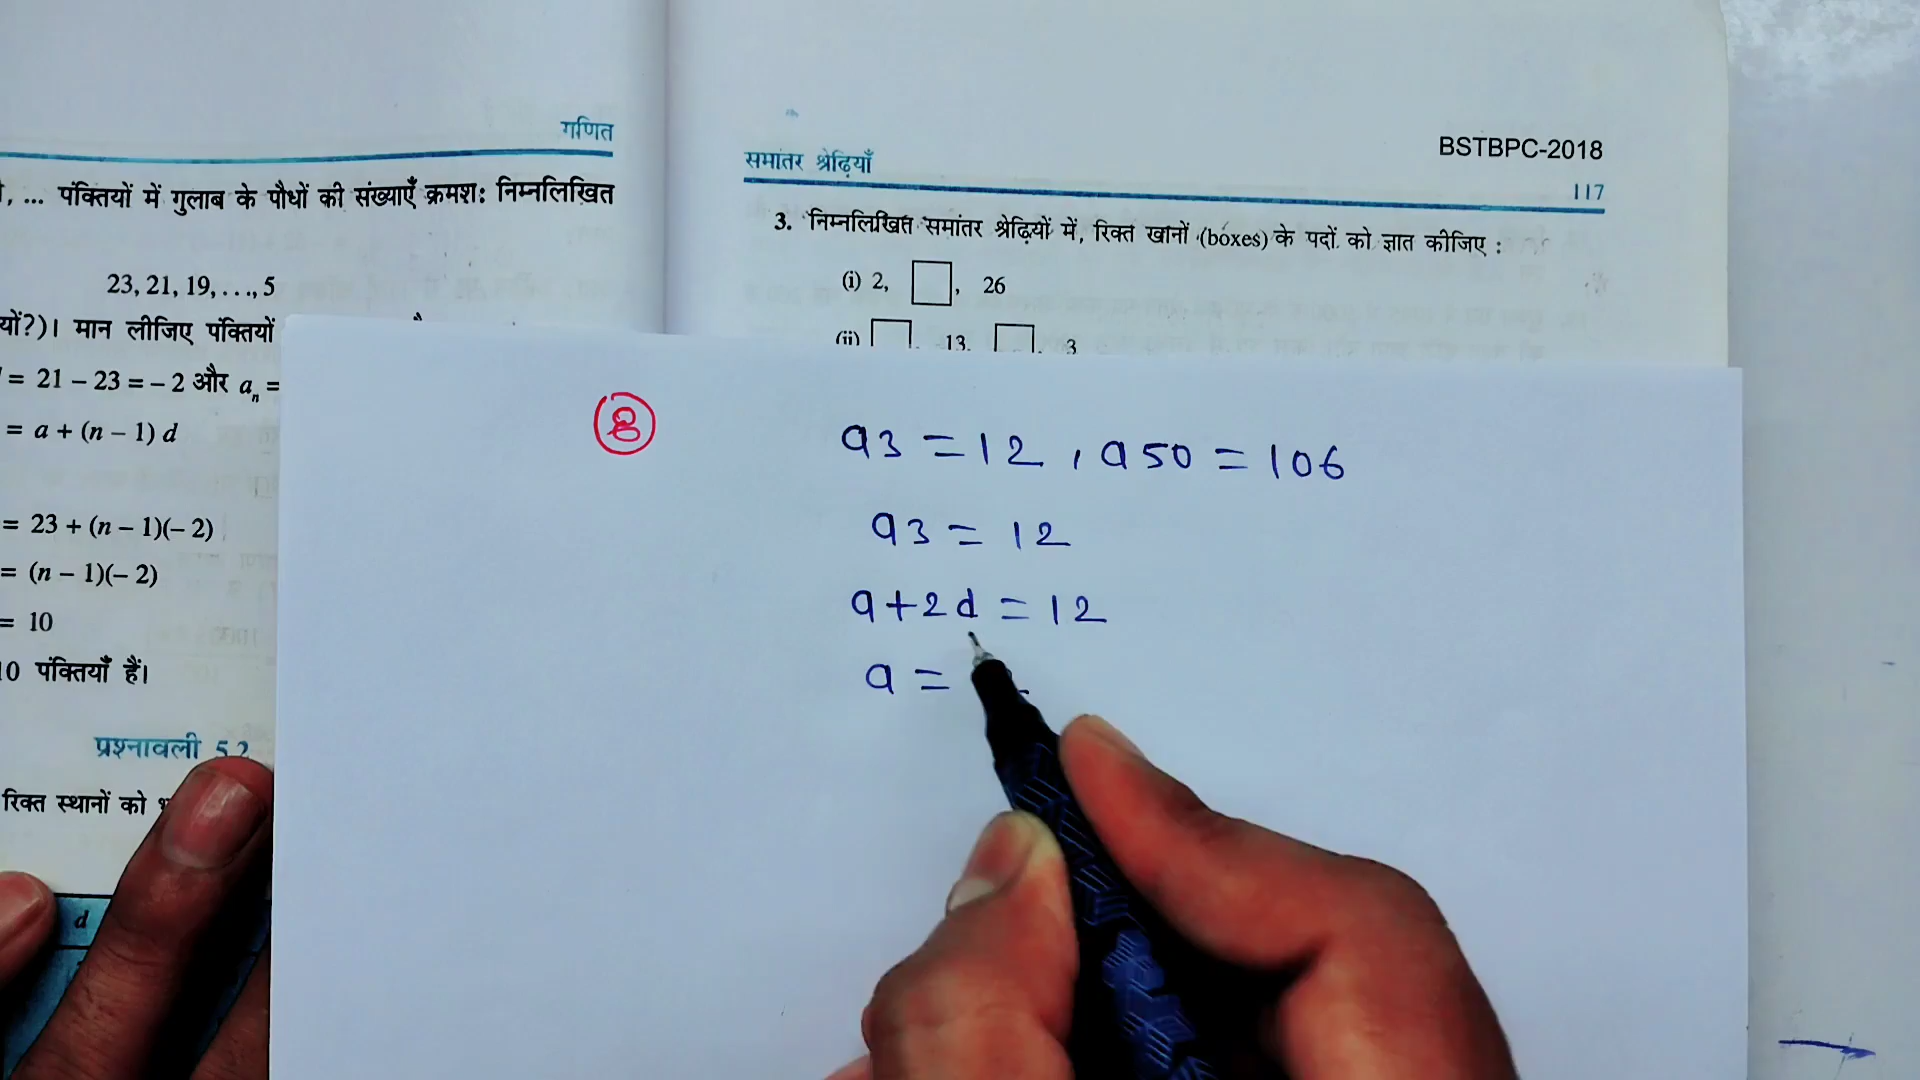 गणित
... पंक्तियों में गुलाब के पौधों की संख्याएँ क्रमश: निम्नलिखित
23, 21, 19, . . ., 5
यों?)। मान लीजिए पंक्तियों
= 21 – 23 = – 2 और aₙ =
= a + (n – 1) d
= 23 + (n – 1)(– 2)
= (n – 1)(– 2)
= 10
10 पंक्तियाँ हैं।
प्रश्नावली 5.2
रिक्त स्थानों को
d
BSTBPC-2018
समांतर श्रेढ़ियाँ
117
3. निम्नलिखित समांतर श्रेढ़ियों में, रिक्त खानों (boxes) के पदों को ज्ञात कीजिए :
(i) 2, □, 26
(ii) □, 13, □, 3
8
a3 = 12, a50 = 106
a3 = 12
a+2d = 12
a =